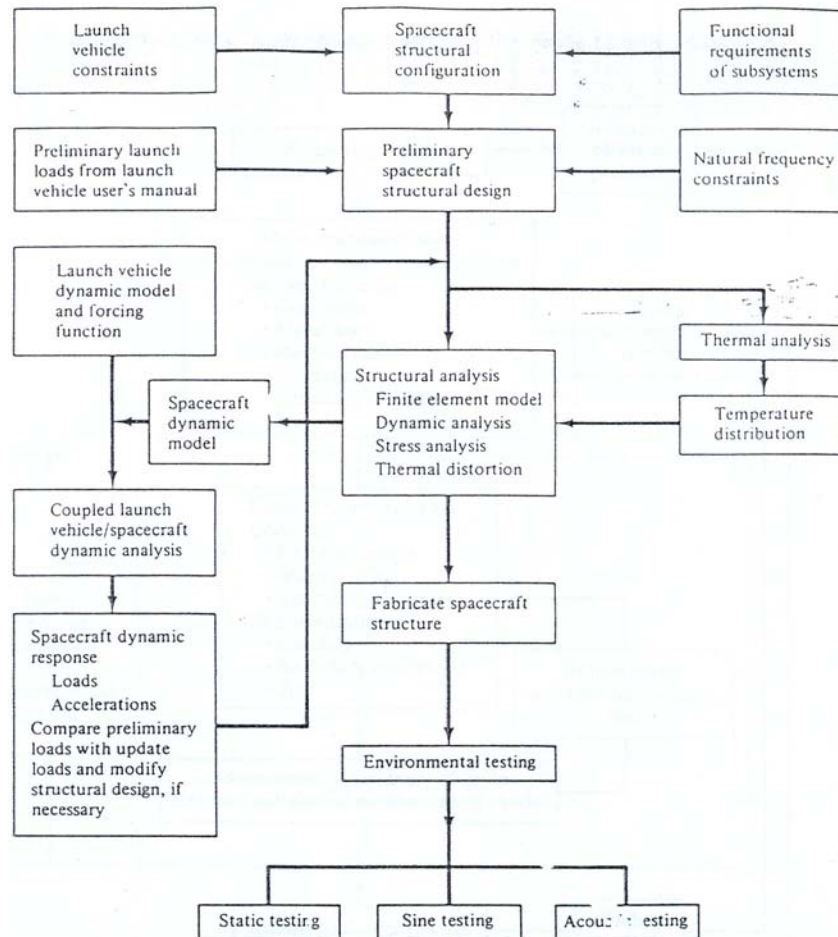 Launch
vehicle
constraints
Spacecraft
structural
configuration
Functional
requirements
of subsystems
Preliminary launch
loads from launch
vehicle user's manual
Preliminary
spacecraft
structural design
Natural frequency
constraints
Launch vehicle
dynamic model
and forcing
function
Thermal analysis
Structural analysis
Finite element model
Dynamic analysis
Stress analysis
Thermal distortion
Spacecraft
dynamic
model
Temperature
distribution
Coupled launch
vehicle/spacecraft
dynamic analysis
Fabricate spacecraft
structure
Spacecraft dynamic
response
Loads
Accelerations
Compare preliminary
loads with update
loads and modify
structural design, if
necessary
Environmental testing
Static testing
Sine testing